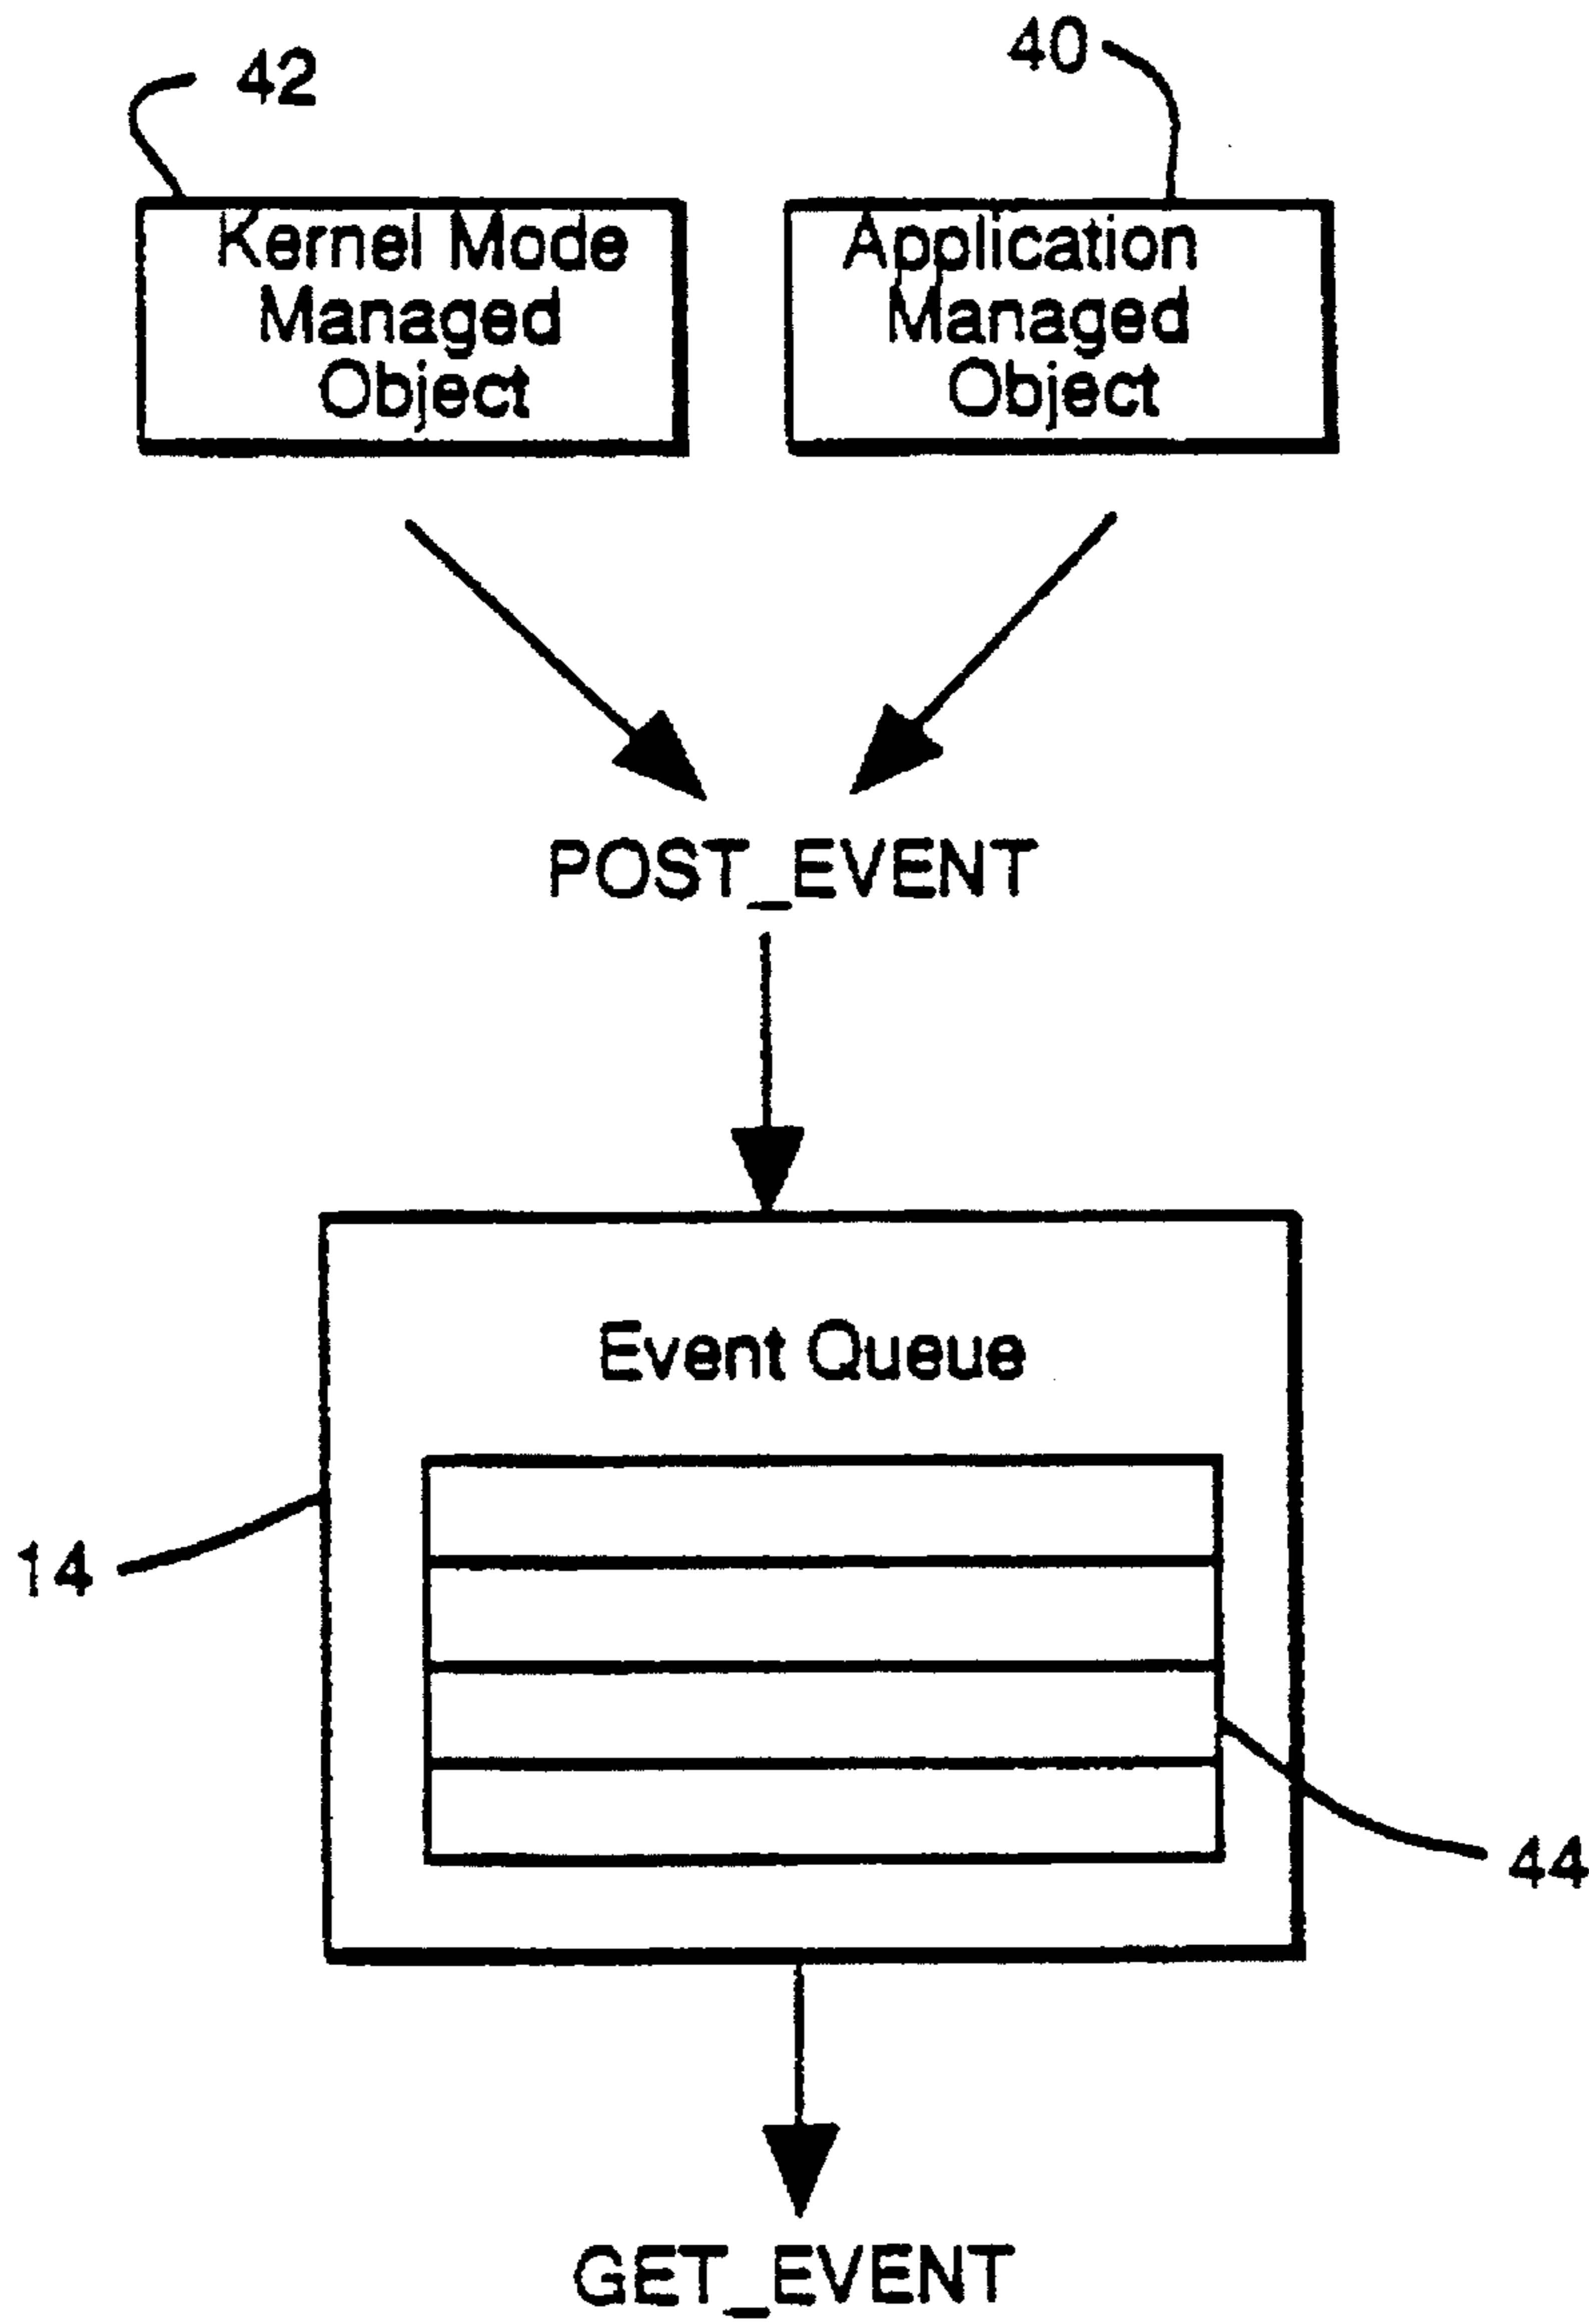 42
40
Kernel Mode
Managed
Object
Application
Managed
Object
POST_EVENT
Event Queue
14
44
GET_EVENT